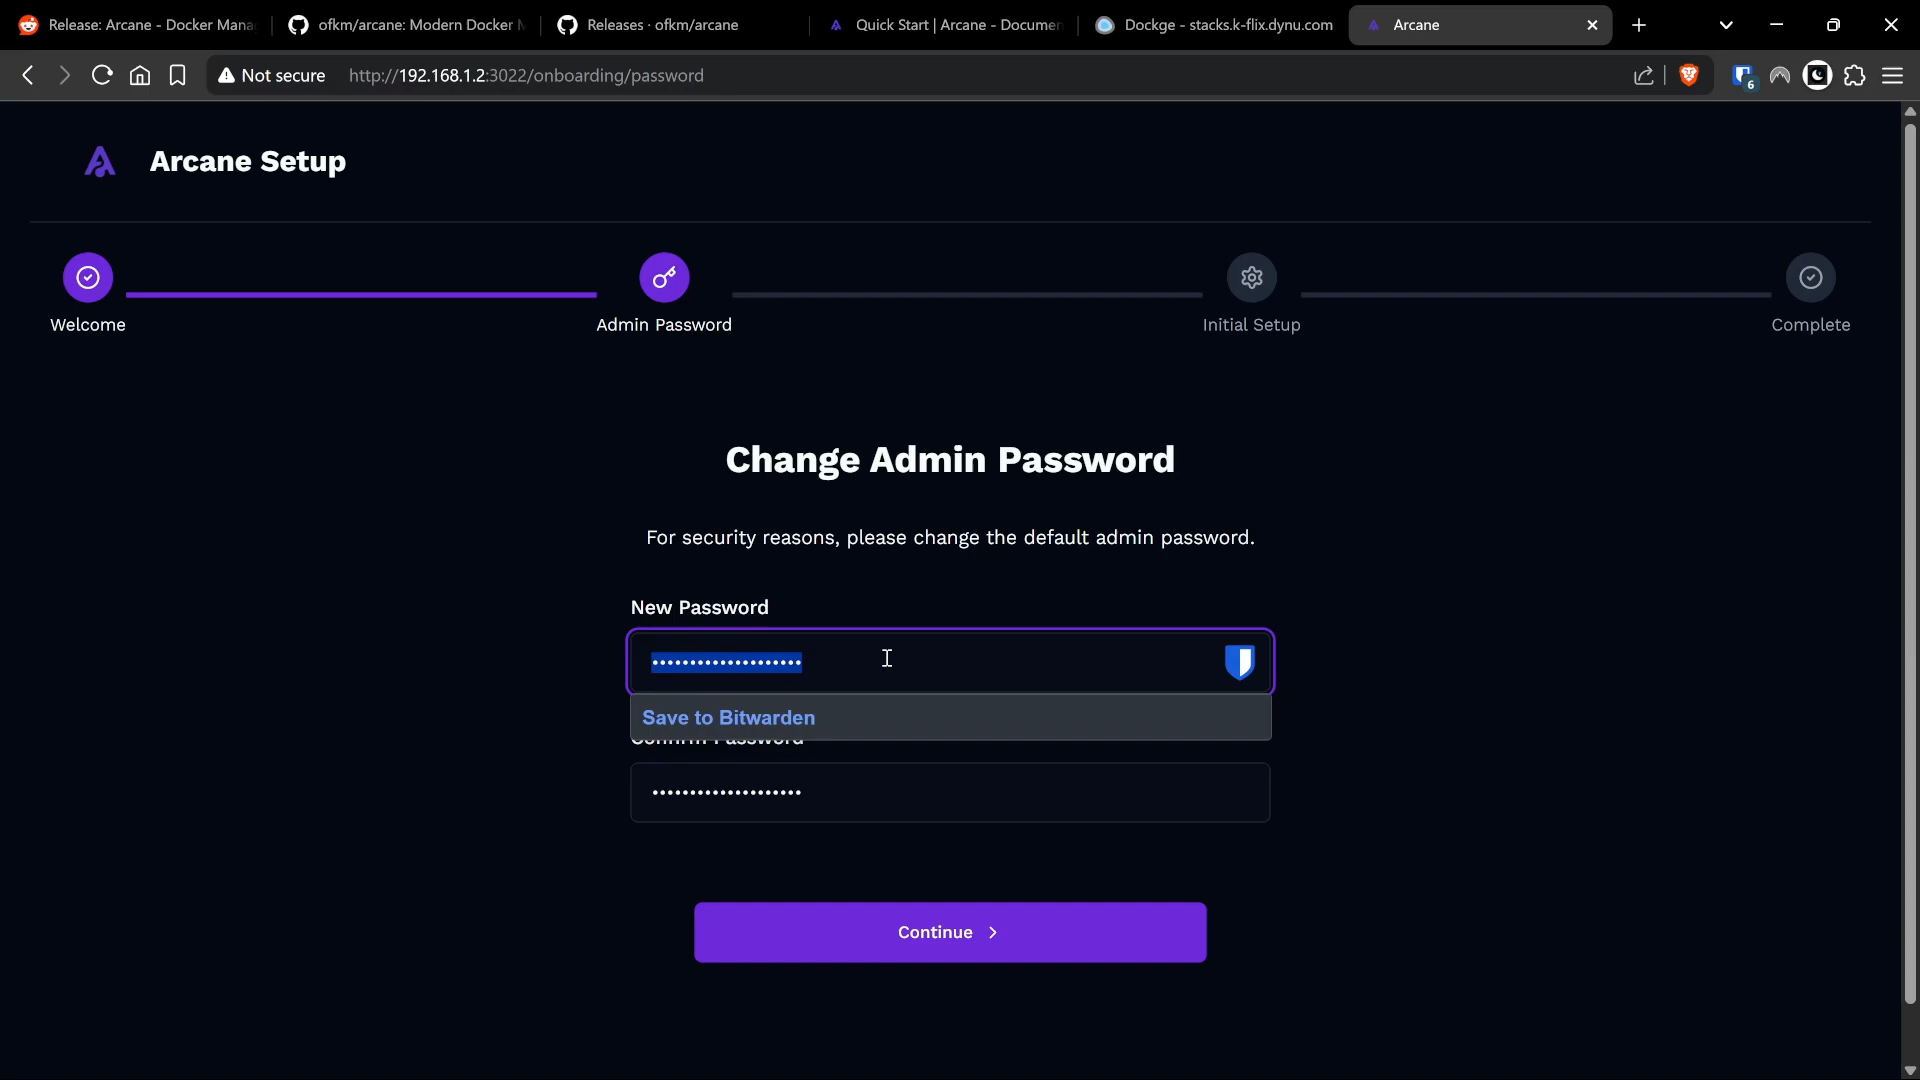 Release: Arcane - Docker Mana
ofkm/arcane: Modern Docker M
Releases · ofkm/arcane
Quick Start | Arcane - Documen
Dockge - stacks.k-flix.dynu.com
Arcane
Not secure
http://192.168.1.2:3022/onboarding/password
6
Arcane Setup
Welcome
Admin Password
Initial Setup
Complete
Change Admin Password
For security reasons, please change the default admin password.
New Password
••••••••••••••••••••
Save to Bitwarden
Confirm Password
••••••••••••••••••••
Continue